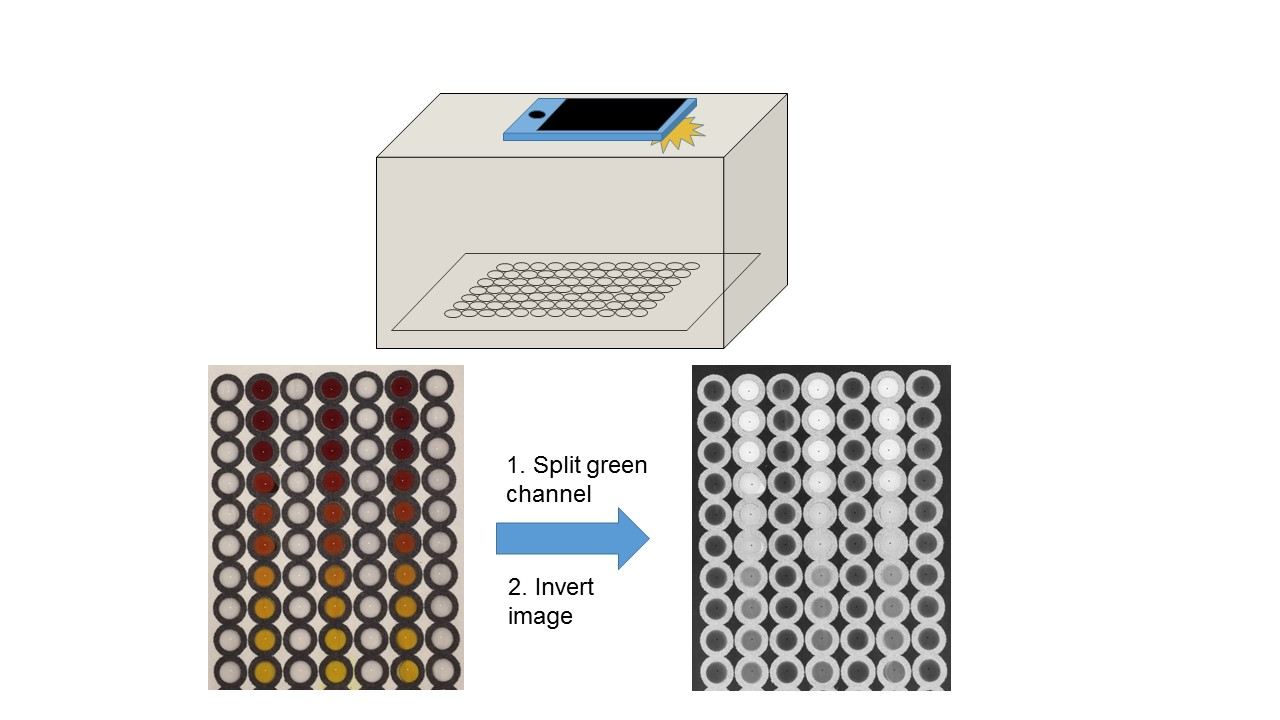 1. Split green
channel
2. Invert
image